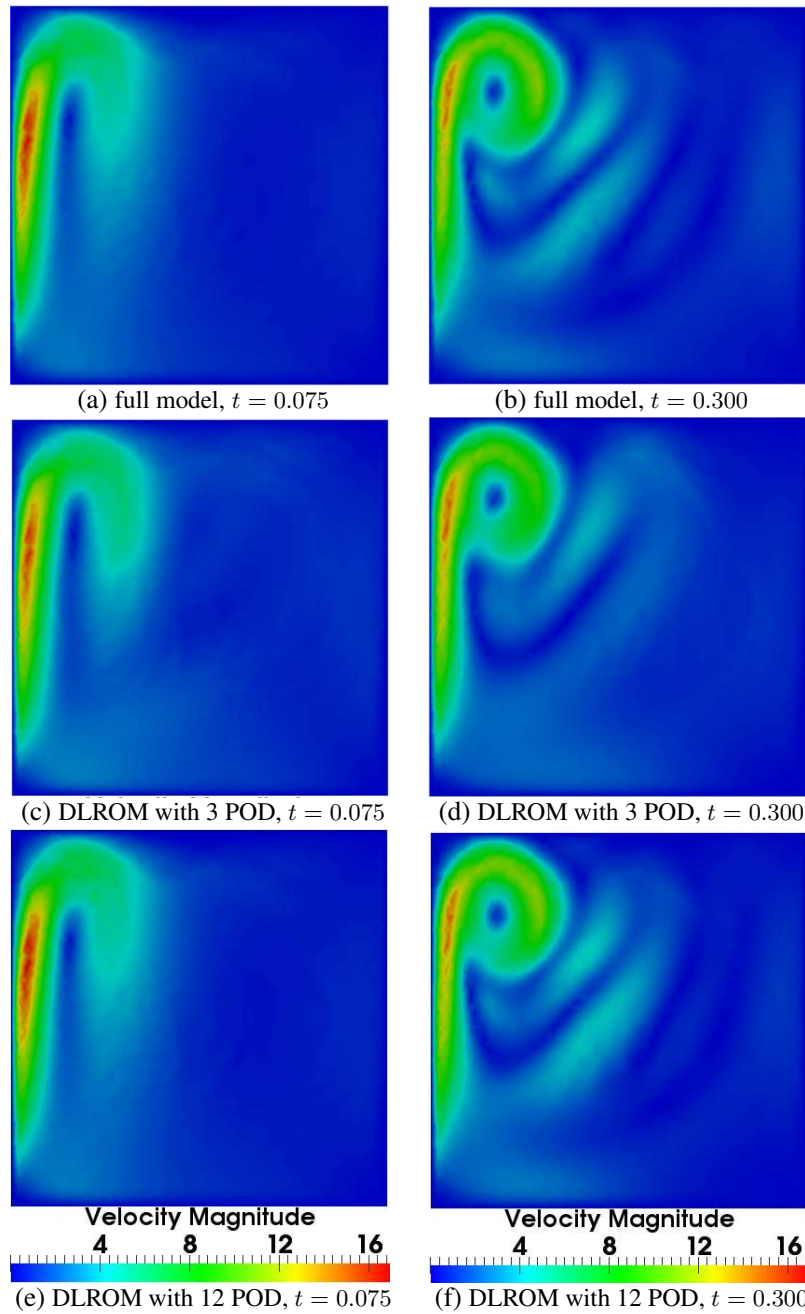 (a) full model, t = 0.075
(b) full model, t = 0.300
(c) DLROM with 3 POD, t = 0.075
(d) DLROM with 3 POD, t = 0.300
Velocity Magnitude
4 8 12 16
Velocity Magnitude
4 8 12 16
(e) DLROM with 12 POD, t = 0.075
(f) DLROM with 12 POD, t = 0.300